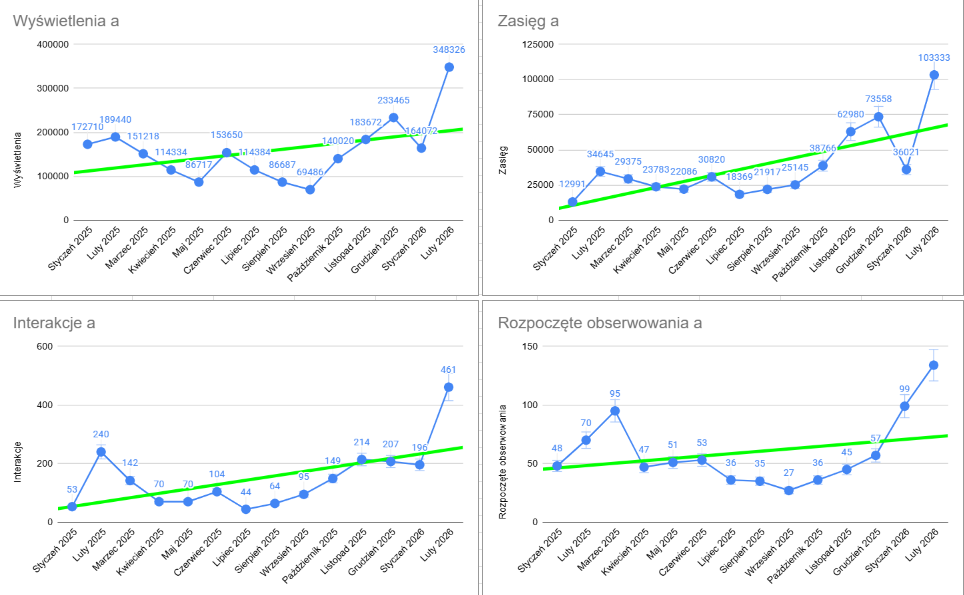 Wyświetlenia a
Wyświetlenia
400000
300000
200000
100000
0
172710
189440
151218
114334
86717
153650
114384
86687
69486
140020
183672
233465
164072
348326
Styczeń 2025
Luty 2025
Marzec 2025
Kwiecień 2025
Maj 2025
Czerwiec 2025
Lipiec 2025
Sierpień 2025
Wrzesień 2025
Październik 2025
Listopad 2025
Grudzień 2025
Styczeń 2026
Luty 2026
Zasięg a
Zasięg
125000
100000
75000
50000
25000
0
12991
34645
29375
23783
22086
30820
18369
21917
25145
38766
62980
73558
36021
103333
Styczeń 2025
Luty 2025
Marzec 2025
Kwiecień 2025
Maj 2025
Czerwiec 2025
Lipiec 2025
Sierpień 2025
Wrzesień 2025
Październik 2025
Listopad 2025
Grudzień 2025
Styczeń 2026
Luty 2026
Interakcje a
Interakcje
600
400
200
0
53
240
142
70
70
104
44
64
95
149
214
207
196
461
Styczeń 2025
Luty 2025
Marzec 2025
Kwiecień 2025
Maj 2025
Czerwiec 2025
Lipiec 2025
Sierpień 2025
Wrzesień 2025
Październik 2025
Listopad 2025
Grudzień 2025
Styczeń 2026
Luty 2026
Rozpoczęte obserwowania a
Rozpoczęte obserwowania
150
100
50
0
48
70
95
47
51
53
36
35
27
36
45
57
99
Styczeń 2025
Luty 2025
Marzec 2025
Kwiecień 2025
Maj 2025
Czerwiec 2025
Lipiec 2025
Sierpień 2025
Wrzesień 2025
Październik 2025
Listopad 2025
Grudzień 2025
Styczeń 2026
Luty 2026